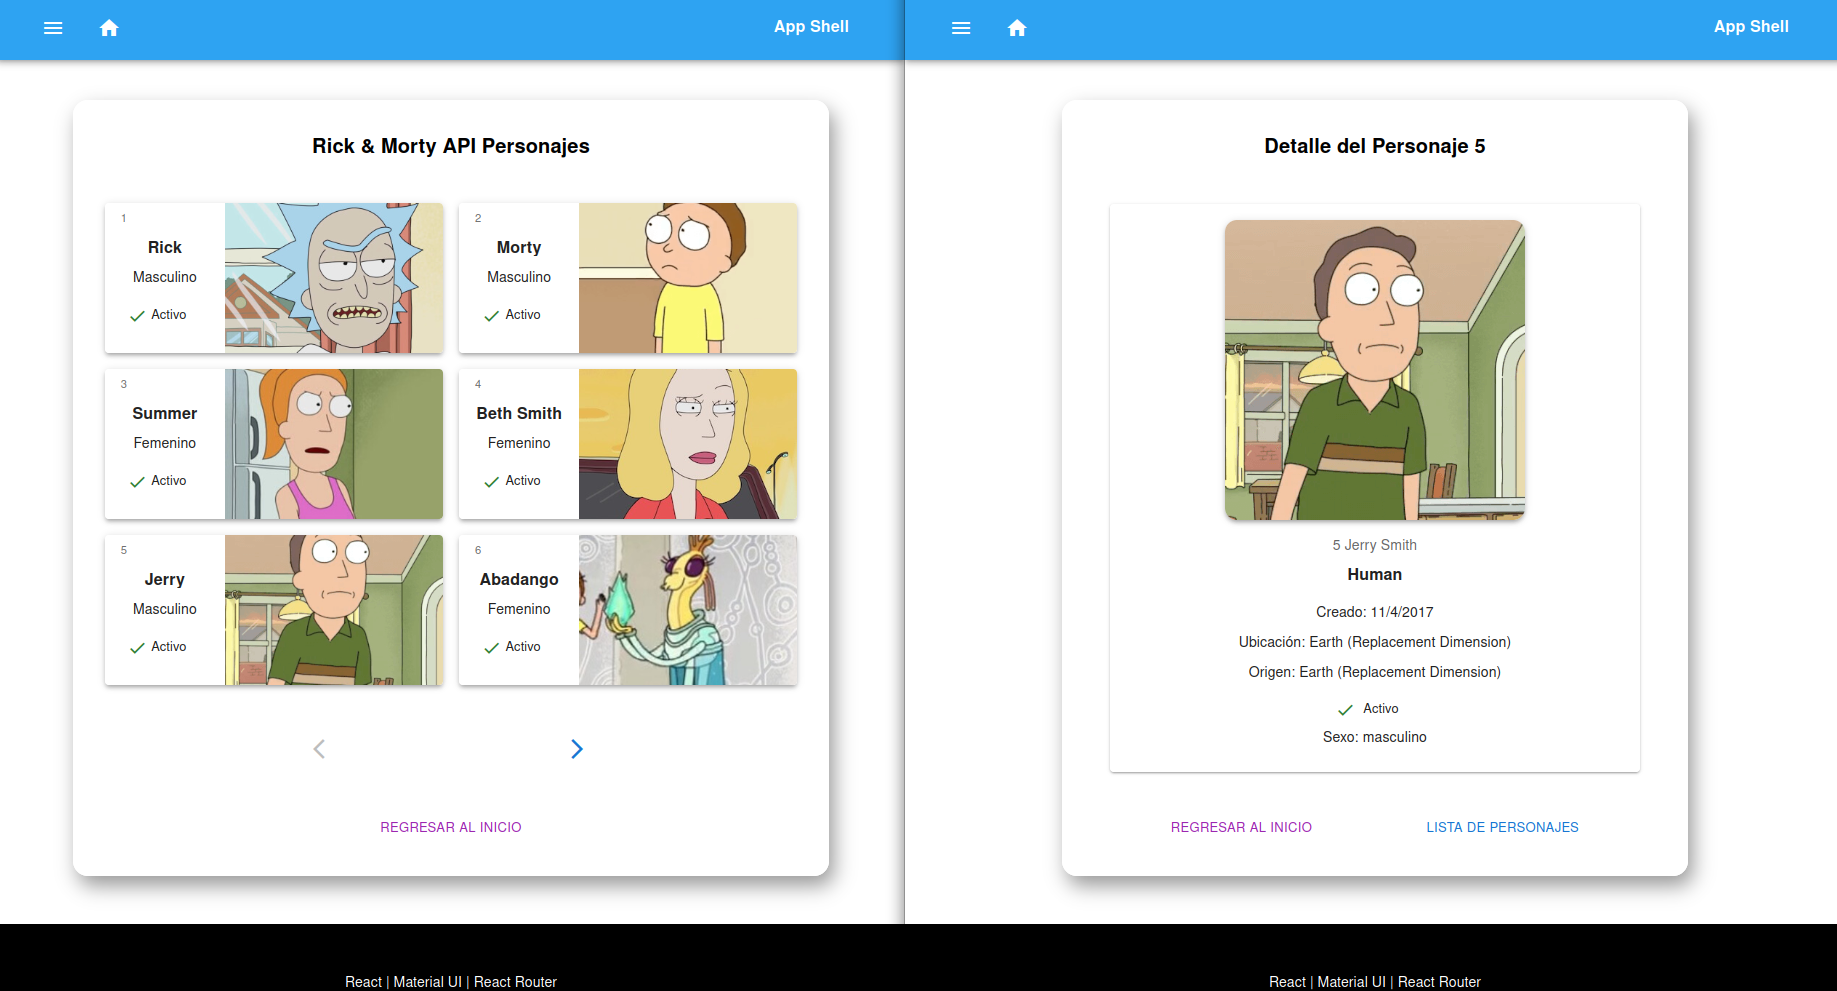 App Shell
Rick & Morty API Personajes
1
Rick
Masculino
Activo
2
Morty
Masculino
Activo
3
Summer
Femenino
Activo
4
Beth Smith
Femenino
Activo
5
Jerry
Masculino
Activo
6
Abadango
Femenino
Activo
REGRESAR AL INICIO
React | Material UI | React Router
App Shell
Detalle del Personaje 5
5 Jerry Smith
Human
Creado: 11/4/2017
Ubicación: Earth (Replacement Dimension)
Origen: Earth (Replacement Dimension)
Activo
Sexo: masculino
REGRESAR AL INICIO
LISTA DE PERSONAJES
React | Material UI | React Router